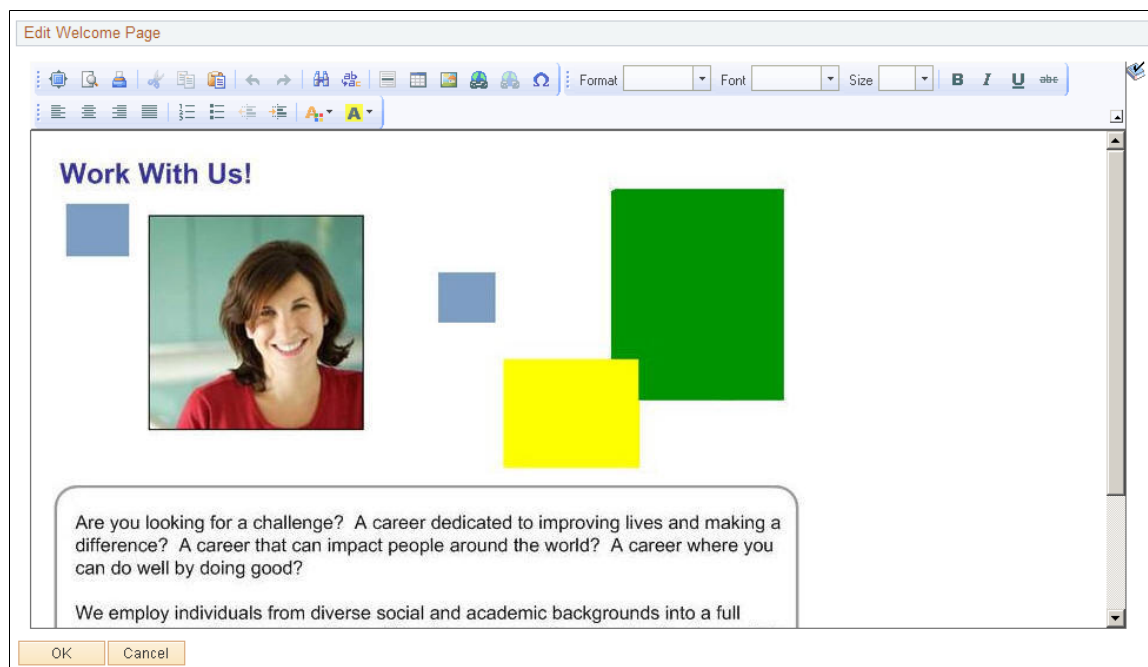 Edit Welcome Page
Format Font Size B I U abc
A A
Work With Us!
Are you looking for a challenge?  A career dedicated to improving lives and making a
difference?  A career that can impact people around the world?  A career where you
can do well by doing good?
We employ individuals from diverse social and academic backgrounds into a full
OK Cancel